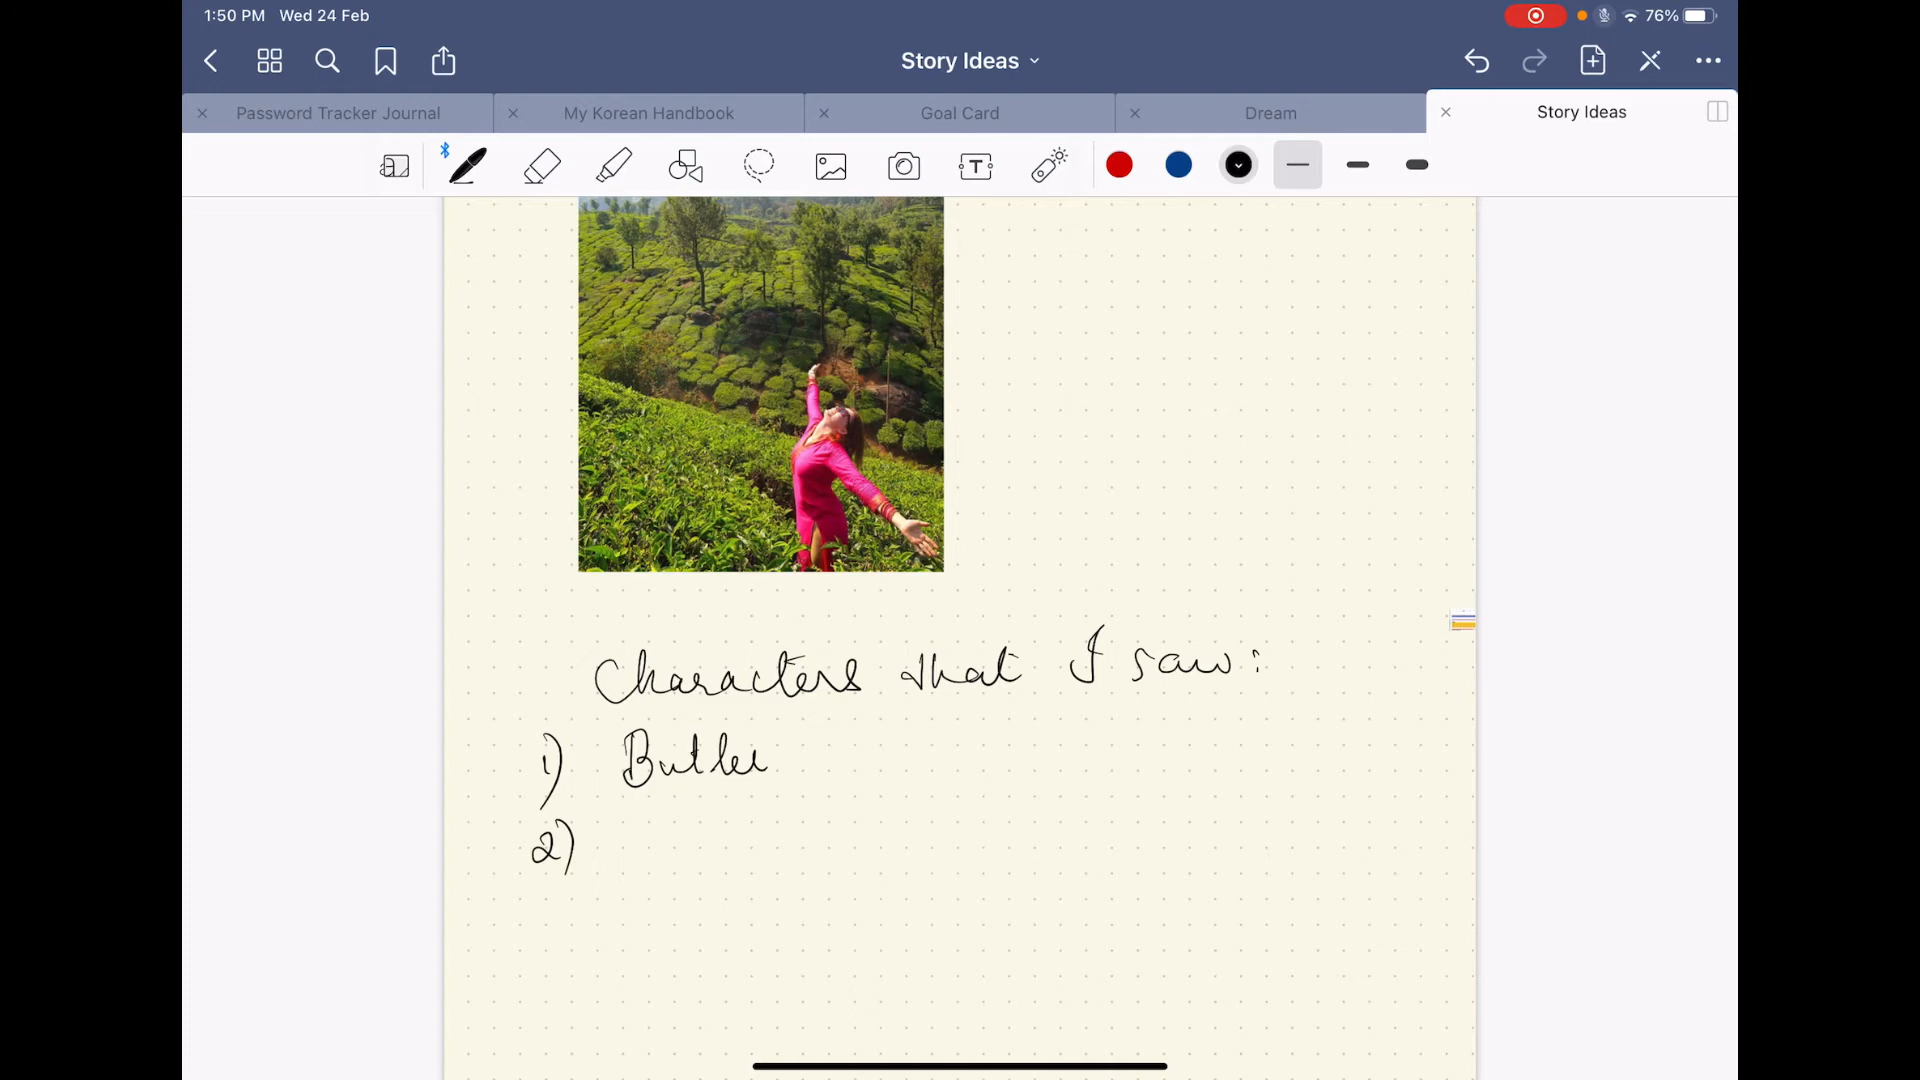 1:50 PM Wed 24 Feb 76%
Story Ideas
Password Tracker Journal My Korean Handbook Goal Card Dream Story Ideas
Characters that I saw:
1) Butler
2)